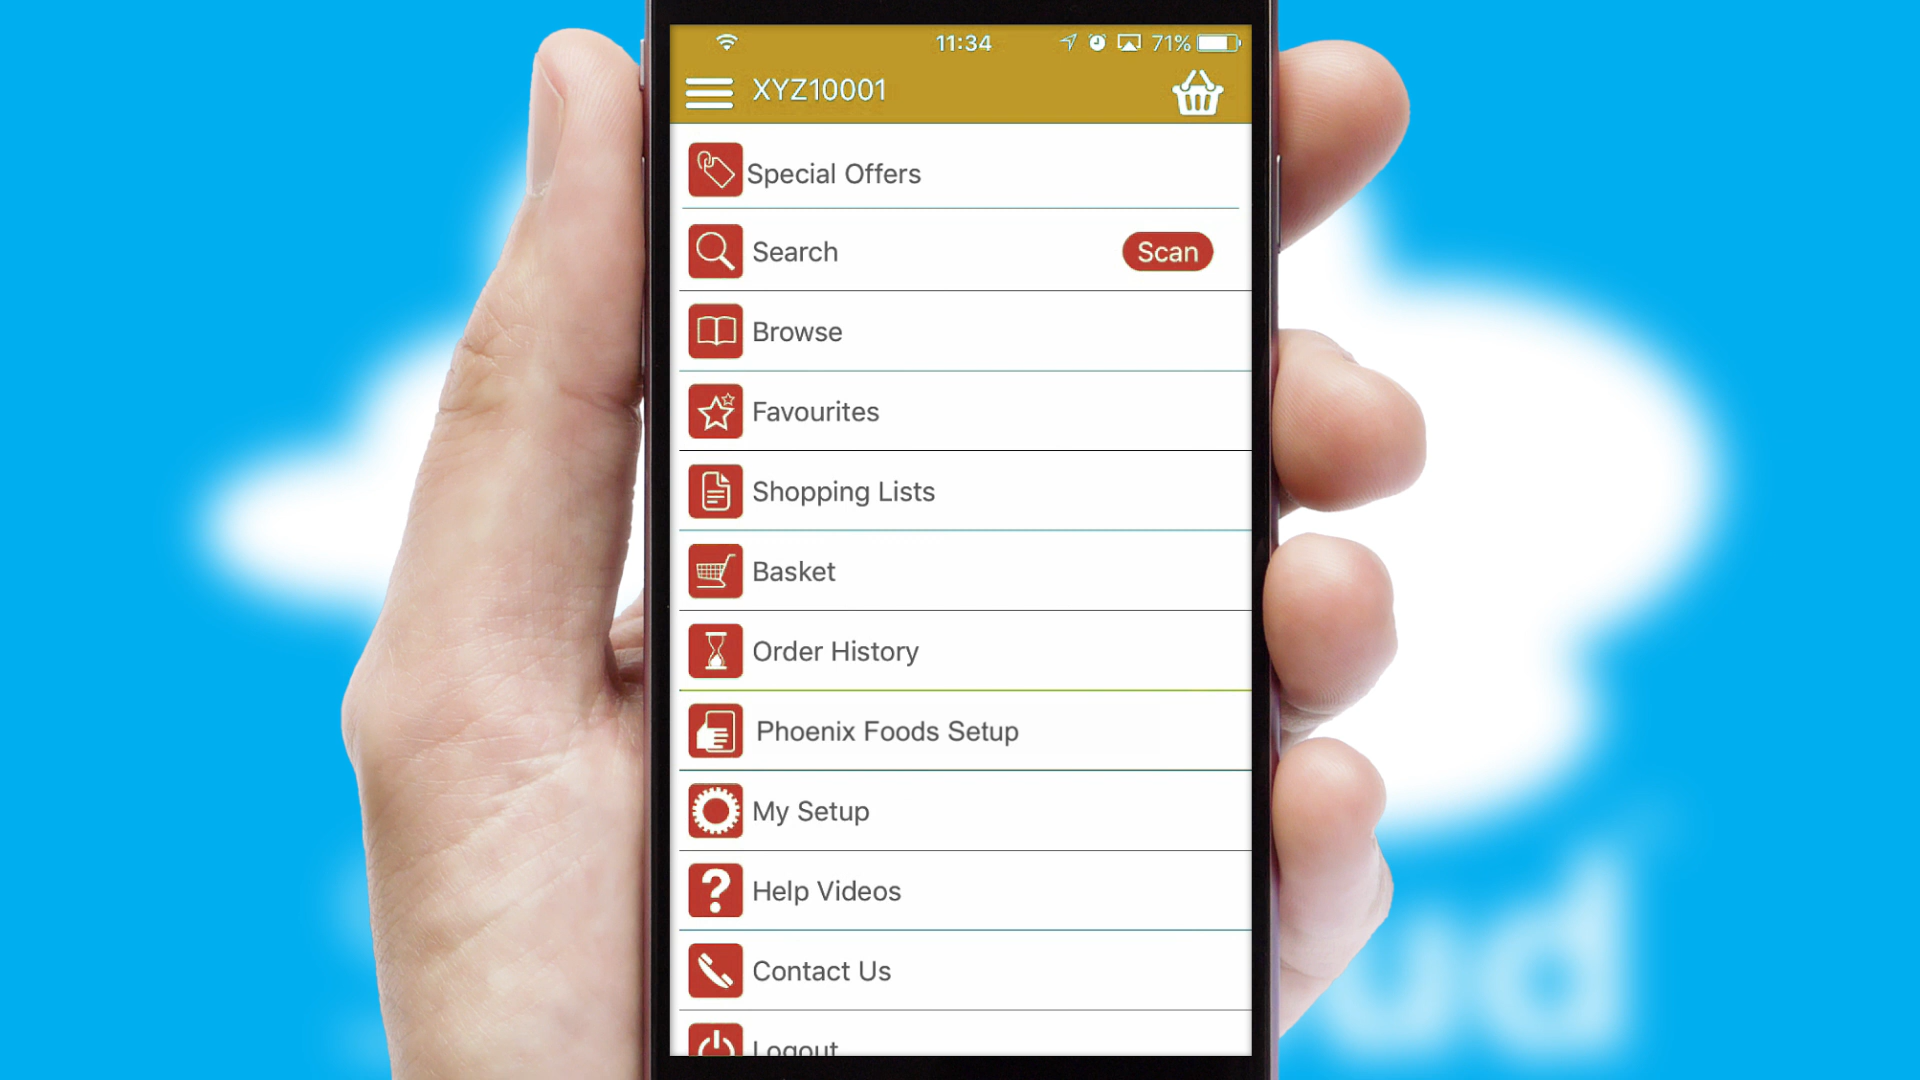 11:34
71%
XYZ10001
Special Offers
Search
Scan
Browse
Favourites
Shopping Lists
Basket
Order History
Phoenix Foods Setup
My Setup
Help Videos
Contact Us
Logout
ud